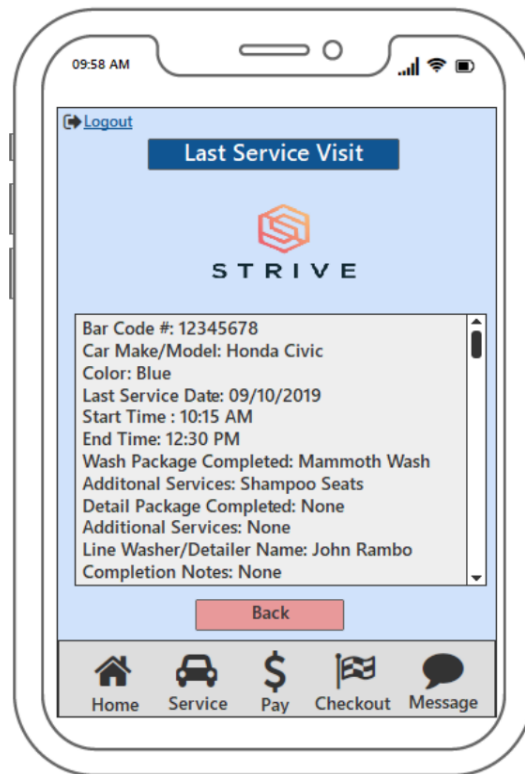 09:58 AM
Logout
Last Service Visit
STRIVE
Bar Code #: 12345678
Car Make/Model: Honda Civic
Color: Blue
Last Service Date: 09/10/2019
Start Time : 10:15 AM
End Time: 12:30 PM
Wash Package Completed: Mammoth Wash
Additonal Services: Shampoo Seats
Detail Package Completed: None
Additional Services: None
Line Washer/Detailer Name: John Rambo
Completion Notes: None
Back
Home Service Pay Checkout Message